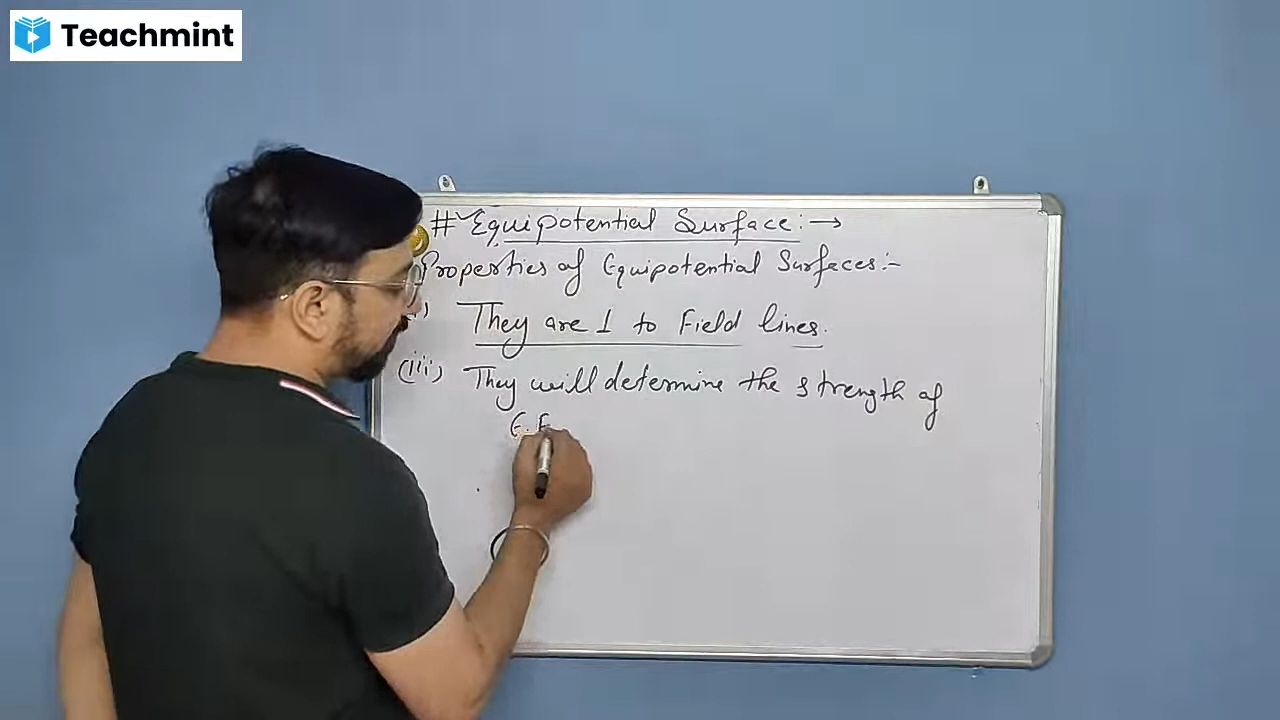 Teachmint
# Equipotential Surface:→
Properties of Equipotential Surfaces:-
They are ⊥ to Field lines.
(iii) They will determine the strength of
E.F